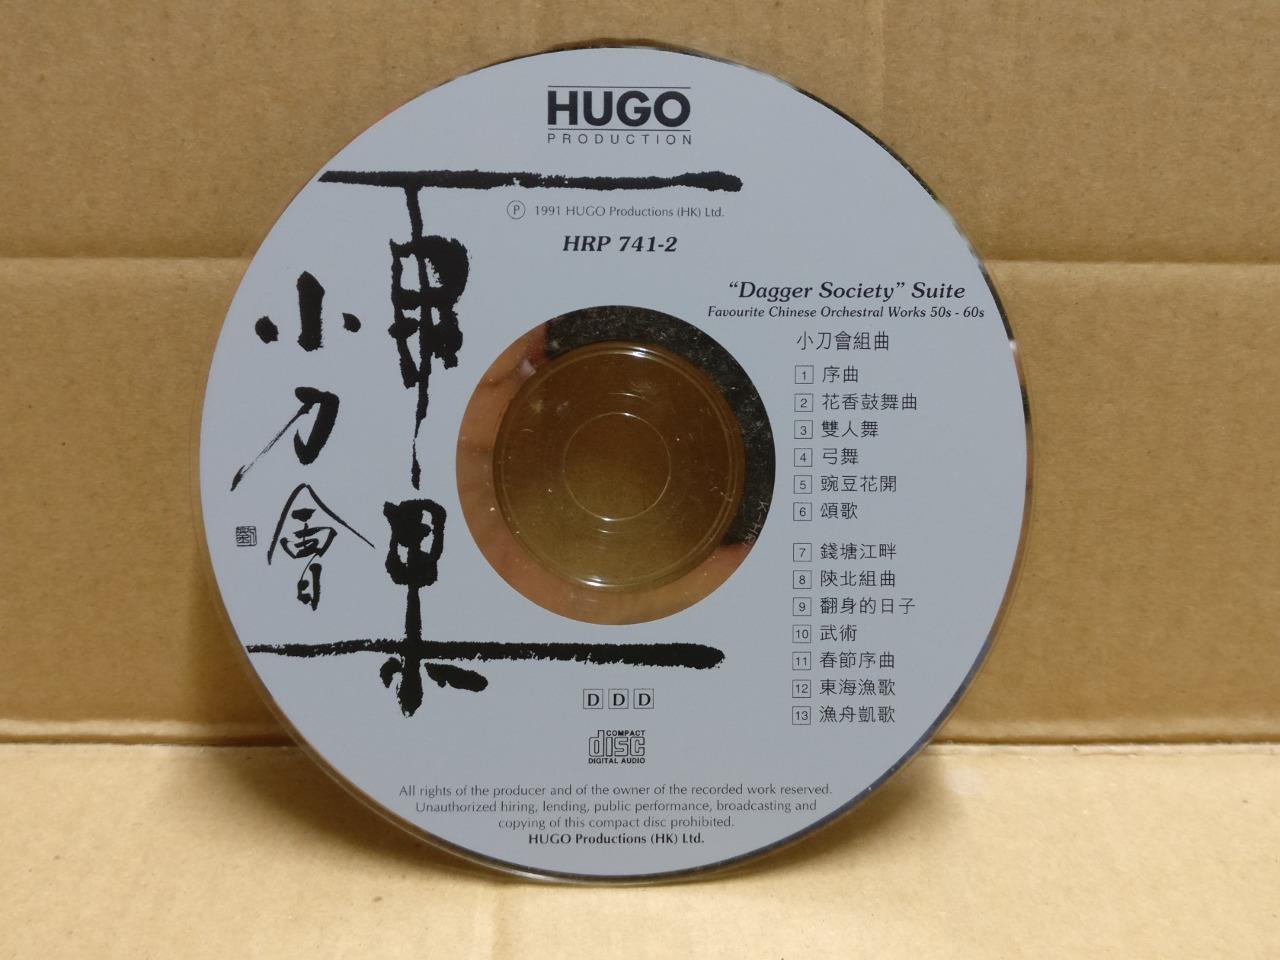 HUGO
PRODUCTION
Ⓟ 1991 HUGO Productions (HK) Ltd.
HRP 741-2
小刀會
“Dagger Society” Suite
Favourite Chinese Orchestral Works 50s - 60s
小刀會組曲
1 序曲
2 花香鼓舞曲
3 雙人舞
4 弓舞
5 豌豆花開
6 頌歌
7 錢塘江畔
8 陝北組曲
9 翻身的日子
10 武術
11 春節序曲
12 東海漁歌
13 漁舟凱歌
D D D
COMPACT
disc
DIGITAL AUDIO
All rights of the producer and of the owner of the recorded work reserved.
Unauthorized hiring, lending, public performance, broadcasting and
copying of this compact disc prohibited.
HUGO Productions (HK) Ltd.